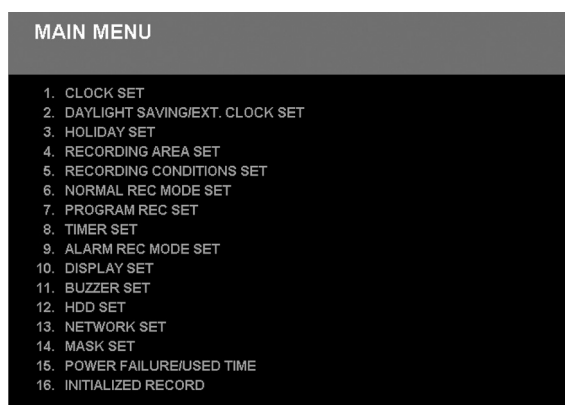 MAIN MENU
1. CLOCK SET
2. DAYLIGHT SAVING/EXT. CLOCK SET
3. HOLIDAY SET
4. RECORDING AREA SET
5. RECORDING CONDITIONS SET
6. NORMAL REC MODE SET
7. PROGRAM REC SET
8. TIMER SET
9. ALARM REC MODE SET
10. DISPLAY SET
11. BUZZER SET
12. HDD SET
13. NETWORK SET
14. MASK SET
15. POWER FAILURE/USED TIME
16. INITIALIZED RECORD